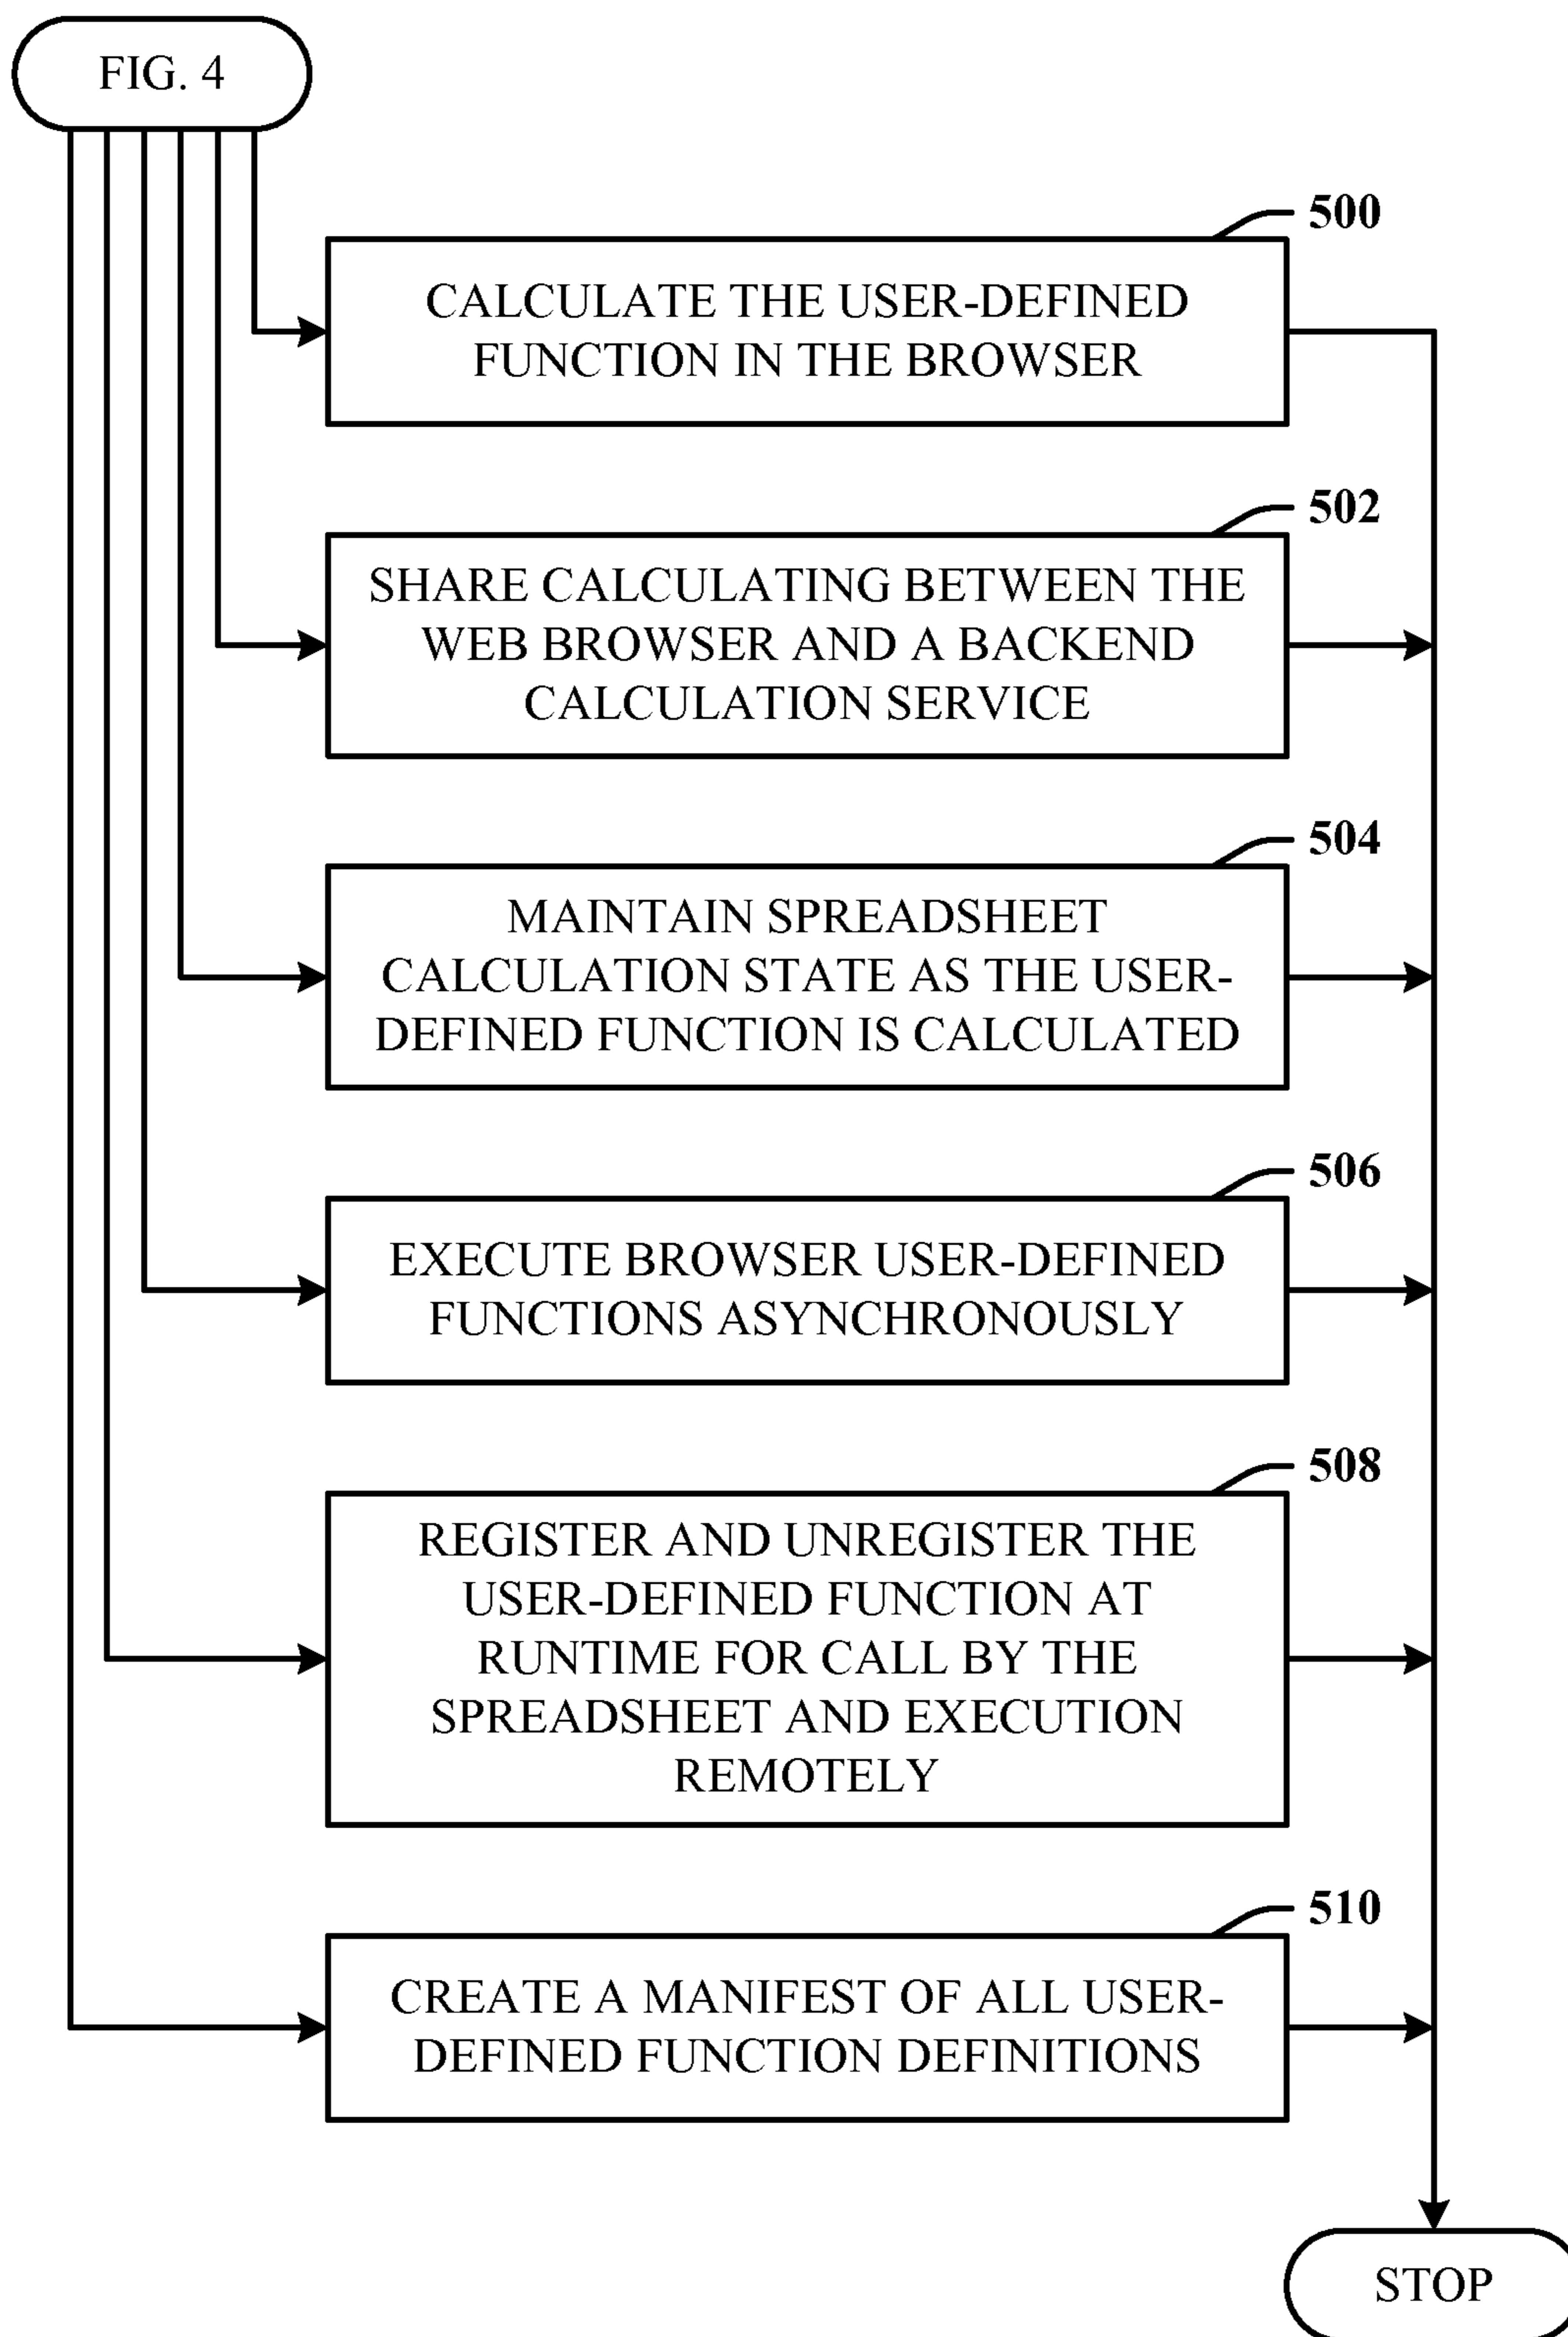 FIG. 4
500
CALCULATE THE USER-DEFINED
FUNCTION IN THE BROWSER
502
SHARE CALCULATING BETWEEN THE
WEB BROWSER AND A BACKEND
CALCULATION SERVICE
504
MAINTAIN SPREADSHEET
CALCULATION STATE AS THE USER-
DEFINED FUNCTION IS CALCULATED
506
EXECUTE BROWSER USER-DEFINED
FUNCTIONS ASYNCHRONOUSLY
508
REGISTER AND UNREGISTER THE
USER-DEFINED FUNCTION AT
RUNTIME FOR CALL BY THE
SPREADSHEET AND EXECUTION
REMOTELY
510
CREATE A MANIFEST OF ALL USER-
DEFINED FUNCTION DEFINITIONS
STOP